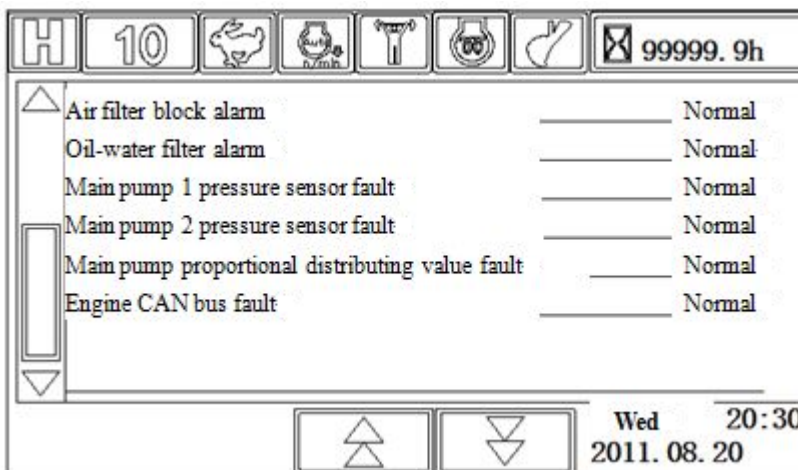 H 10 Auto n/min 99999.9h
Air filter block alarm Normal
Oil-water filter alarm Normal
Main pump 1 pressure sensor fault Normal
Main pump 2 pressure sensor fault Normal
Main pump proportional distributing value fault Normal
Engine CAN bus fault Normal
Wed 20:30
2011.08.20